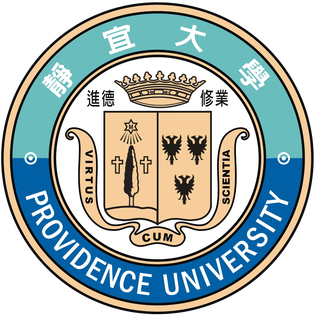 靜宜大學
進德 修業
VIRTUS CUM SCIENTIA
PROVIDENCE UNIVERSITY